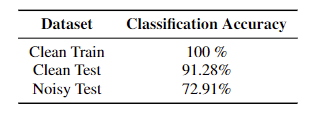 Dataset Classification Accuracy
Clean Train 100 %
Clean Test 91.28%
Noisy Test 72.91%